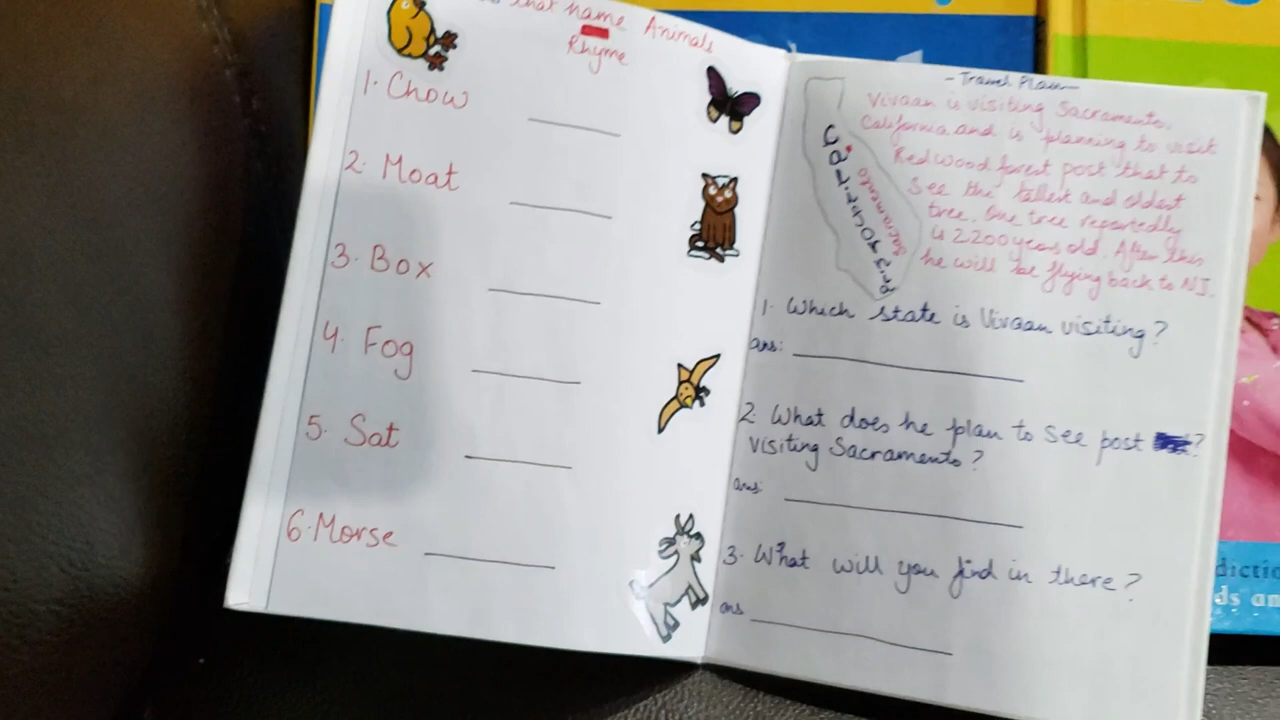 that name Animals
Rhyme
1. Chow
2. Moat
3. Box
4. Fog
5. Sat
6. Morse
- Travel Plan -
Vivaan is visiting Sacramento.
California and is planning to visit
Redwood forest post that to
see the tallest and oldest
tree. One tree reportedly
is 2200 years old. After this
he will be flying back to NJ.
Sacramento
1. Which state is Vivaan visiting?
ans:
2. What does he plan to see post ?
visiting Sacramento?
ans:
3. What will you find in there?
ans